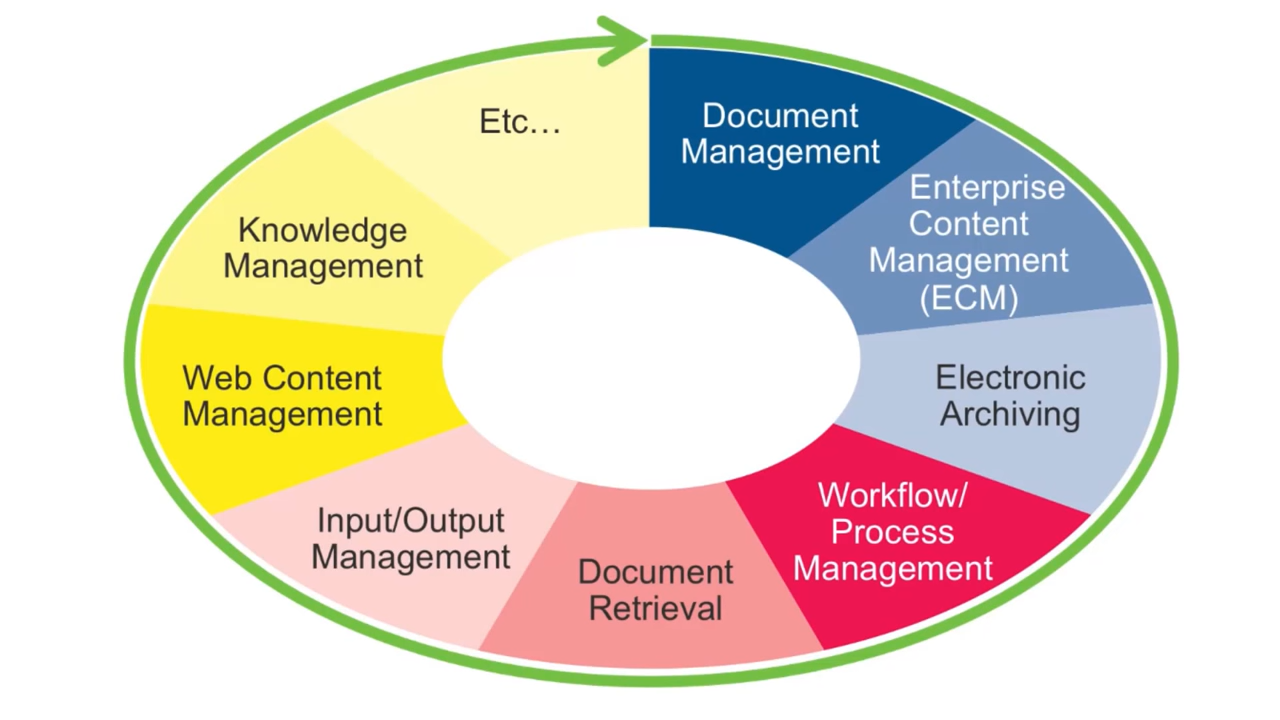 Document
Management
Enterprise
Content
Management
(ECM)
Electronic
Archiving
Workflow/
Process
Management
Document
Retrieval
Input/Output
Management
Web Content
Management
Knowledge
Management
Etc…